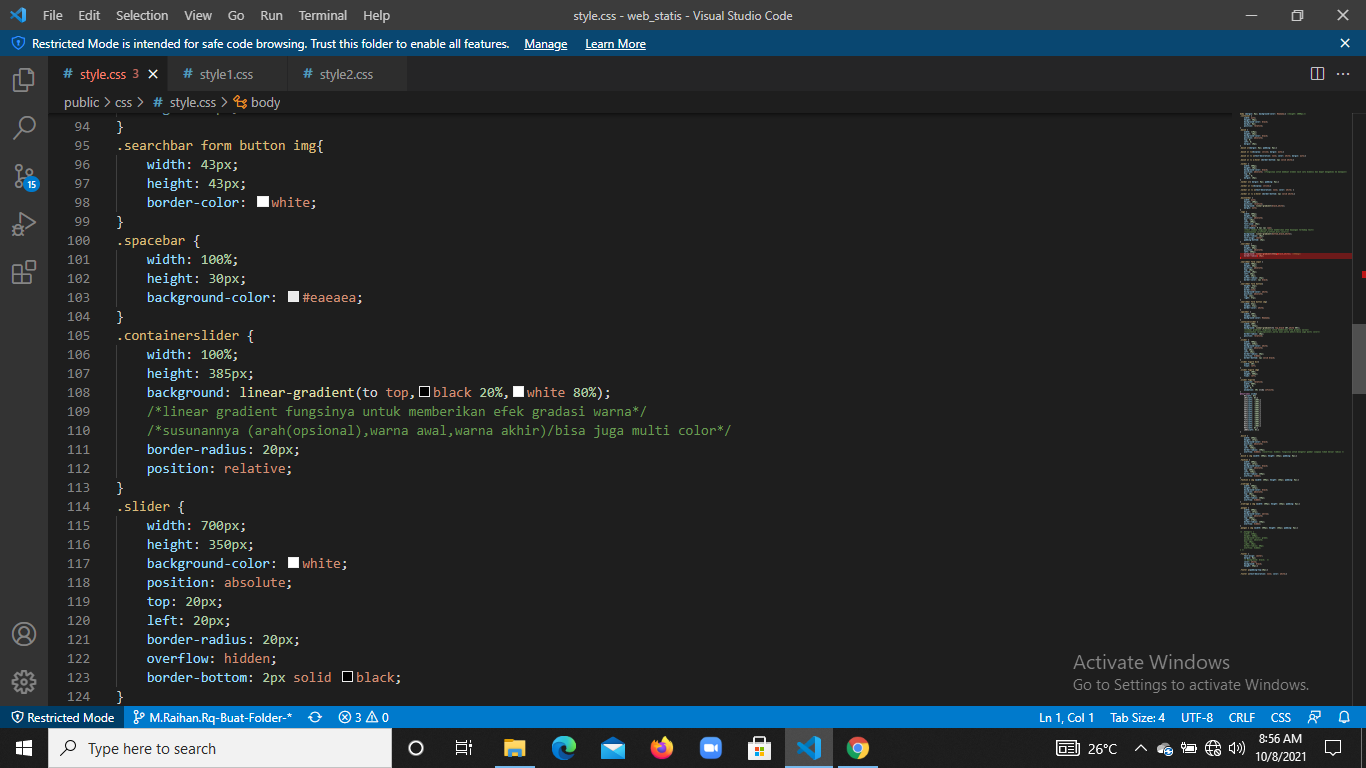 File Edit Selection View Go Run Terminal Help style.css - web_statis - Visual Studio Code
Restricted Mode is intended for safe code browsing. Trust this folder to enable all features. Manage Learn More
# style.css 3 # style1.css # style2.css
public > css > # style.css > body
94 }
95 .searchbar form button img{
96 width: 43px;
97 height: 43px;
98 border-color: white;
99 }
100 .spacebar {
101 width: 100%;
102 height: 30px;
103 background-color: #eaeaea;
104 }
105 .containerslider {
106 width: 100%;
107 height: 385px;
108 background: linear-gradient(to top, black 20%, white 80%);
109 /*linear gradient fungsinya untuk memberikan efek gradasi warna*/
110 /*susunannya (arah(opsional),warna awal,warna akhir)/bisa juga multi color*/
111 border-radius: 20px;
112 position: relative;
113 }
114 .slider {
115 width: 700px;
116 height: 350px;
117 background-color: white;
118 position: absolute;
119 top: 20px;
120 left: 20px;
121 border-radius: 20px;
122 overflow: hidden;
123 border-bottom: 2px solid black;
124 }
15
Activate Windows
Go to Settings to activate Windows.
Restricted Mode M.Raihan.Rq-Buat-Folder-* 3 0 Ln 1, Col 1 Tab Size: 4 UTF-8 CRLF CSS
Type here to search 26°C 8:56 AM
10/8/2021